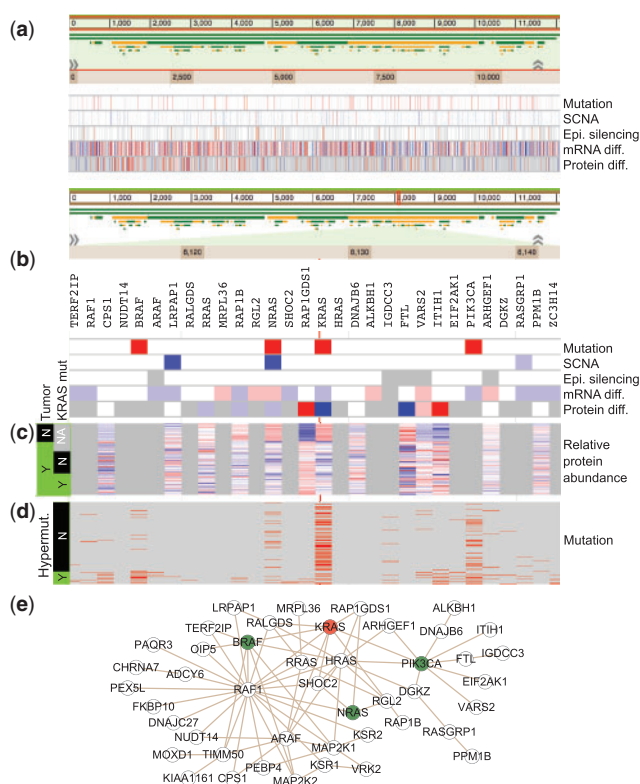 (a)
0 1,000 2,000 3,000 4,000 5,000 6,000 7,000 8,000 9,000 10,000 11,000
0 2,500 5,000 7,500 10,000
Mutation
SCNA
Epi. silencing
mRNA diff.
Protein diff.
0 1,000 2,000 3,000 4,000 5,000 6,000 7,000 8,000 9,000 10,000 11,000
8,120 8,130 8,140
(b)
TERF2IP
RAF1
CPS1
NUDT14
BRAF
ARAF
LRPAP1
RALGDS
RRAS
MRPL36
RAP1B
RGL2
NRAS
SHOC2
RAP1GDS1
KRAS
HRAS
DNAJB6
ALKBH1
IGDCC3
FTL
VARS2
ITIH1
EIF2AK1
PIK3CA
ARHGEF1
DGKZ
RASGRP1
PPM1B
ZC3H14
Mutation
SCNA
Epi. silencing
mRNA diff.
Protein diff.
Tumor
KRAS mut
(c)
N NA
Y N
Y
Relative
protein
abundance
(d)
Hypermut.
N
Y
Mutation
(e)
LRPAP1 MRPL36 RAP1GDS1 ALKBH1
TERF2IP RALGDS KRAS ARHGEF1 DNAJB6
PAQR3 OIP5 BRAF ITIH1
CHRNA7 ADCY6 RRAS HRAS PIK3CA FTL IGDCC3
PEX5L RAF1 SHOC2 DGKZ EIF2AK1
FKBP10 NRAS RGL2 VARS2
DNAJC27 RAP1B
NUDT14 ARAF KSR2 RASGRP1
MOXD1 TIMM50 MAP2K1
PEBP4 KSR1 VRK2 PPM1B
KIAA1161 CPS1 MAP2K2